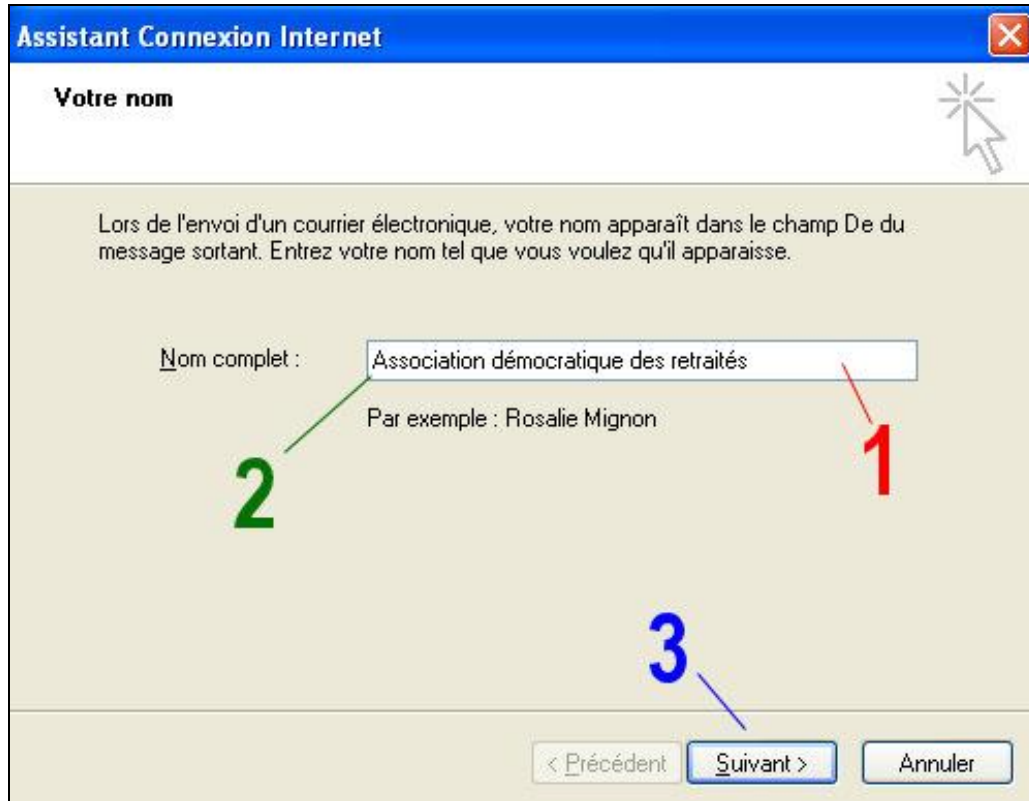 Assistant Connexion Internet
Votre nom
Lors de l'envoi d'un courrier électronique, votre nom apparaît dans le champ De du
message sortant. Entrez votre nom tel que vous voulez qu'il apparaisse.
Nom complet : Association démocratique des retraités
Par exemple : Rosalie Mignon
1
2
3
< Précédent Suivant > Annuler